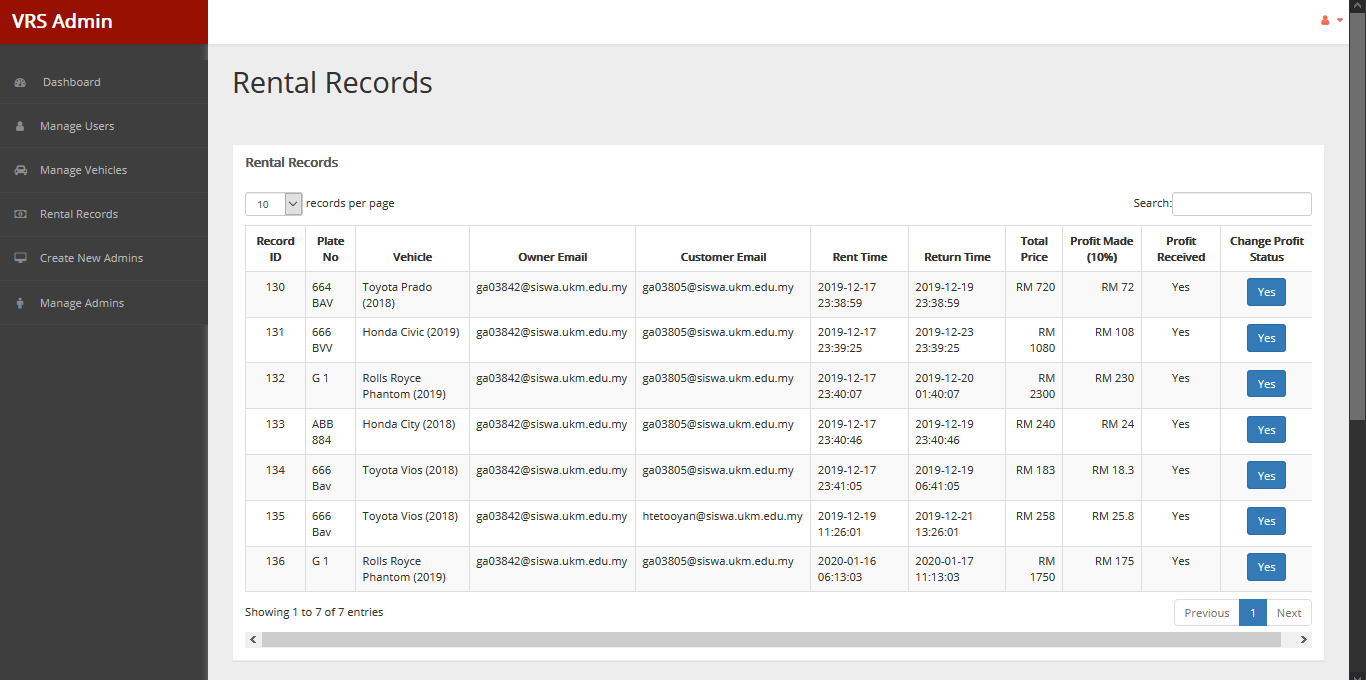 VRS Admin
Dashboard
Manage Users
Manage Vehicles
Rental Records
Create New Admins
Manage Admins
Rental Records
Rental Records
10 records per page Search:
Record ID Plate No Vehicle Owner Email Customer Email Rent Time Return Time Total Price Profit Made (10%) Profit Received Change Profit Status
130 664 BAV Toyota Prado (2018) ga03842@siswa.ukm.edu.my ga03805@siswa.ukm.edu.my 2019-12-17 23:38:59 2019-12-19 23:38:59 RM 720 RM 72 Yes Yes
131 666 BVV Honda Civic (2019) ga03842@siswa.ukm.edu.my ga03805@siswa.ukm.edu.my 2019-12-17 23:39:25 2019-12-23 23:39:25 RM 1080 RM 108 Yes Yes
132 G 1 Rolls Royce Phantom (2019) ga03842@siswa.ukm.edu.my ga03805@siswa.ukm.edu.my 2019-12-17 23:40:07 2019-12-20 01:40:07 RM 2300 RM 230 Yes Yes
133 ABB 884 Honda City (2018) ga03842@siswa.ukm.edu.my ga03805@siswa.ukm.edu.my 2019-12-17 23:40:46 2019-12-19 23:40:46 RM 240 RM 24 Yes Yes
134 666 Bav Toyota Vios (2018) ga03842@siswa.ukm.edu.my ga03805@siswa.ukm.edu.my 2019-12-17 23:41:05 2019-12-19 06:41:05 RM 183 RM 18.3 Yes Yes
135 666 Bav Toyota Vios (2018) ga03842@siswa.ukm.edu.my htetooyan@siswa.ukm.edu.my 2019-12-19 11:26:01 2019-12-21 13:26:01 RM 258 RM 25.8 Yes Yes
136 G 1 Rolls Royce Phantom (2019) ga03842@siswa.ukm.edu.my ga03805@siswa.ukm.edu.my 2020-01-16 06:13:03 2020-01-17 11:13:03 RM 1750 RM 175 Yes Yes
Showing 1 to 7 of 7 entries Previous 1 Next